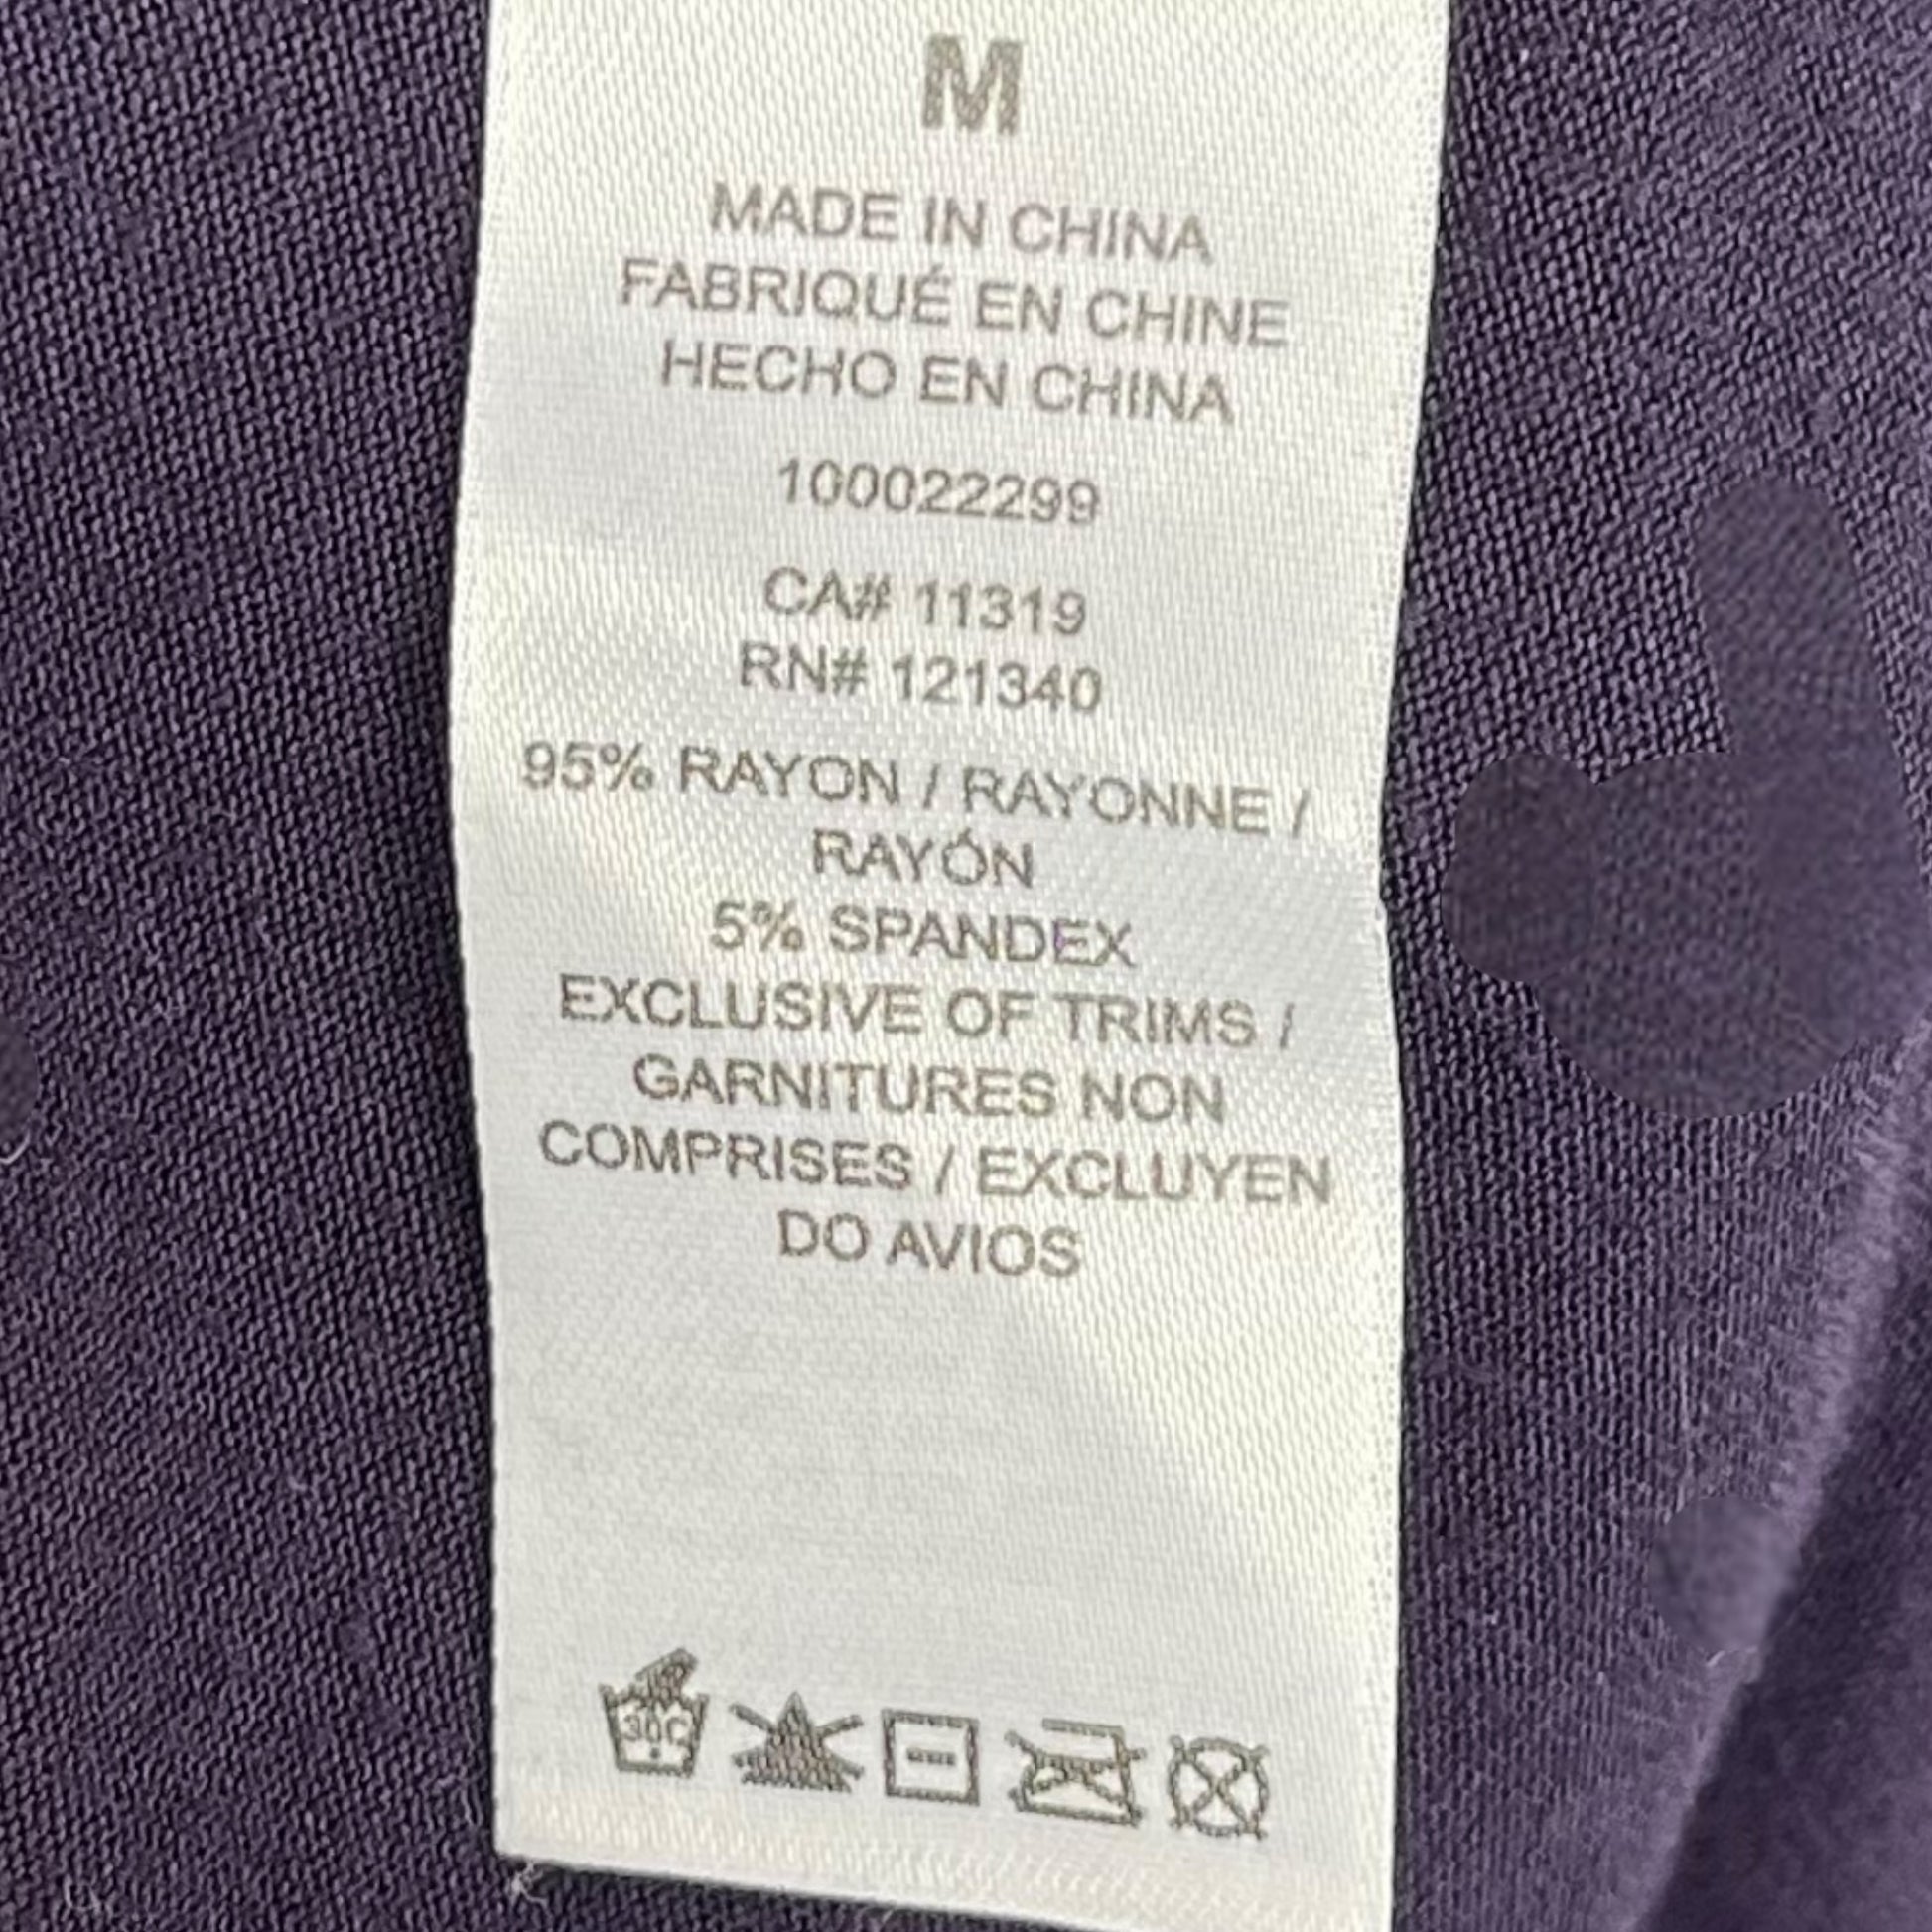 M
MADE IN CHINA
FABRIQUÉ EN CHINE
HECHO EN CHINA
100022299
CA# 11319
RN# 121340
95% RAYON / RAYONNE /
RAYÓN
5% SPANDEX
EXCLUSIVE OF TRIMS /
GARNITURES NON
COMPRISES / EXCLUYEN
DO AVIOS
30C